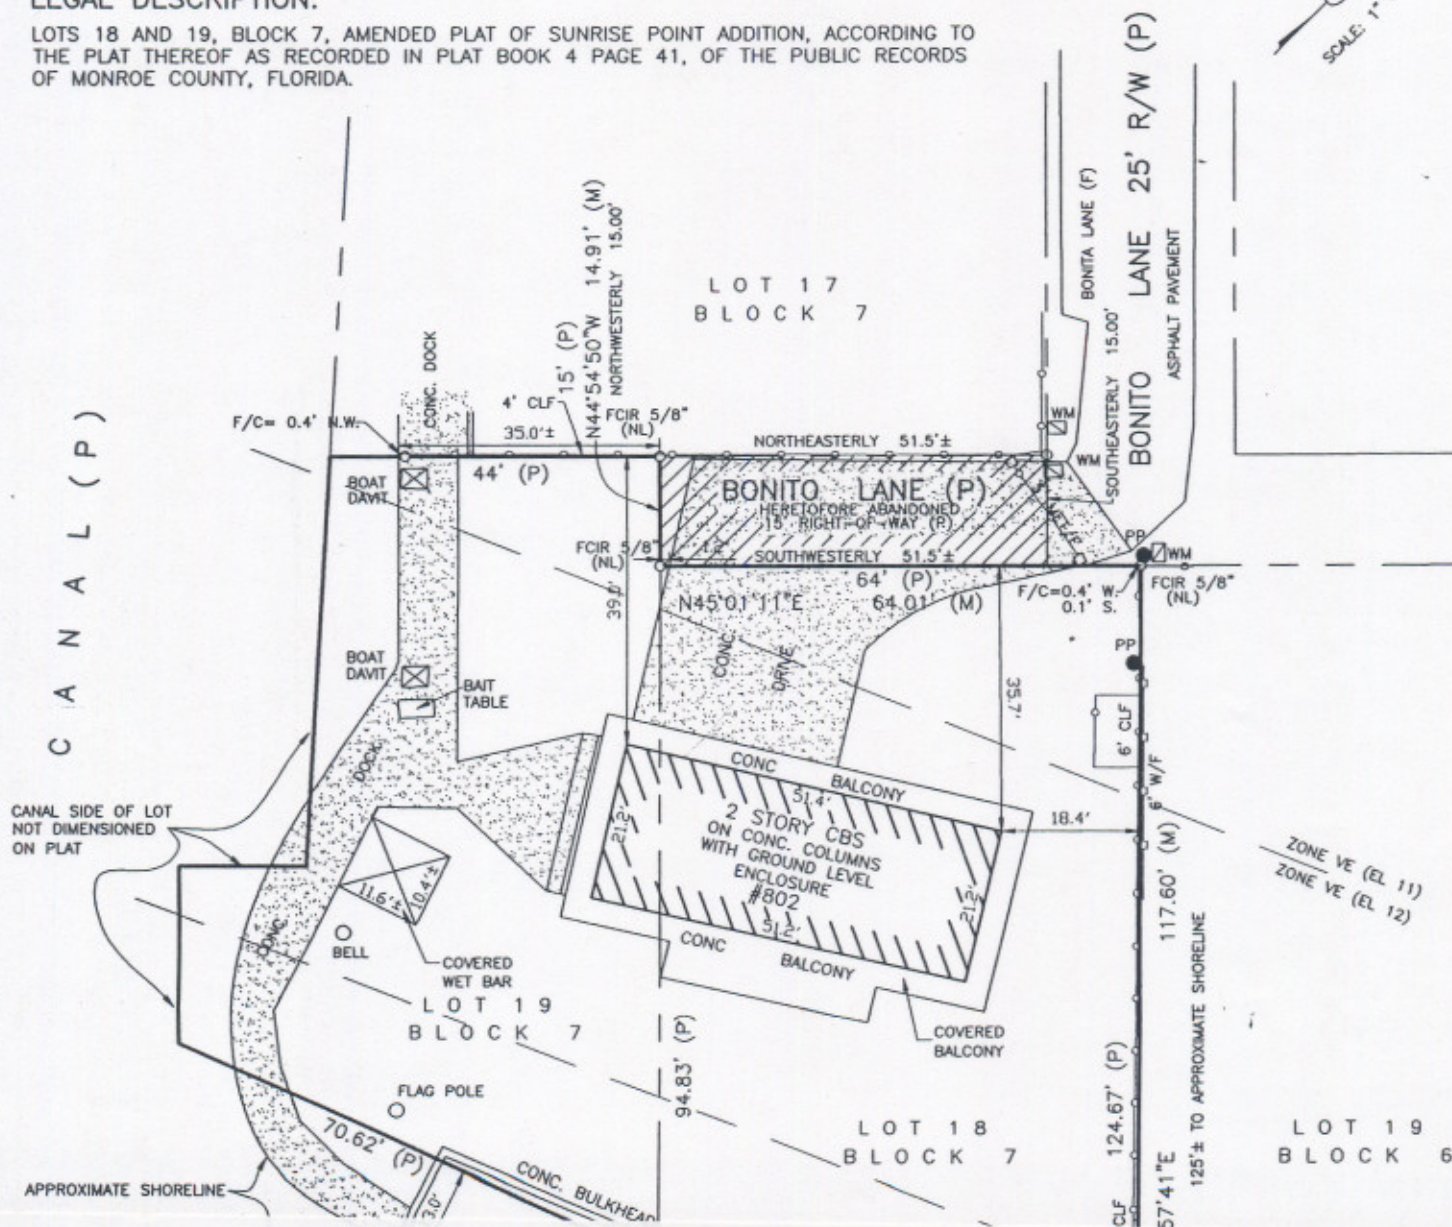 LEGAL DESCRIPTION:
LOTS 18 AND 19, BLOCK 7, AMENDED PLAT OF SUNRISE POINT ADDITION, ACCORDING TO
THE PLAT THEREOF AS RECORDED IN PLAT BOOK 4 PAGE 41, OF THE PUBLIC RECORDS
OF MONROE COUNTY, FLORIDA.
SCALE: 1"
BONITO LANE 25' R/W (P)
BONITA LANE (F)
ASPHALT PAVEMENT
SOUTHEASTERLY 15.00'
LOT 17
BLOCK 7
N44°54'50"W 14.91' (M)
NORTHWESTERLY 15.00'
15' (P)
4' CLF
CONC. DOCK
F/C= 0.4' N.W.
35.0'±
FCIR 5/8"
(NL)
NORTHEASTERLY 51.5'±
WM
WM
44' (P)
BOAT
DAVIT
BONITO LANE (P)
HERETOFORE ABANDONED
15' RIGHT-OF-WAY (P)
SOUTHWESTERLY 51.5'±
1.2'
FCIR 5/8"
(NL)
PP
WM
FCIR 5/8"
(NL)
64' (P)
N45°01'11"E 64.01' (M)
F/C=0.4' W.
0.1' S.
39.0'
CANAL (P)
CONC
DRIVE
35.7'
PP
BOAT
DAVIT
BAIT
TABLE
6' CLF
6' W/F
DOCK
CONC BALCONY
51.4'
2 STORY CBS
ON CONC. COLUMNS
WITH GROUND LEVEL
ENCLOSURE
#802
21.2'
21.2'
51.2'
CONC BALCONY
18.4'
CANAL SIDE OF LOT
NOT DIMENSIONED
ON PLAT
ZONE VE (EL 11)
ZONE VE (EL 12)
117.60' (M)
11.6'±
10.4'±
CONC
BELL
COVERED
WET BAR
LOT 19
BLOCK 7
COVERED
BALCONY
94.83' (P)
124.67' (P)
125'± TO APPROXIMATE SHORELINE
FLAG POLE
70.62' (P)
LOT 18
BLOCK 7
LOT 19
BLOCK 6
CONC. BULKHEAD
APPROXIMATE SHORELINE
3.0'
CLF
57'41"E